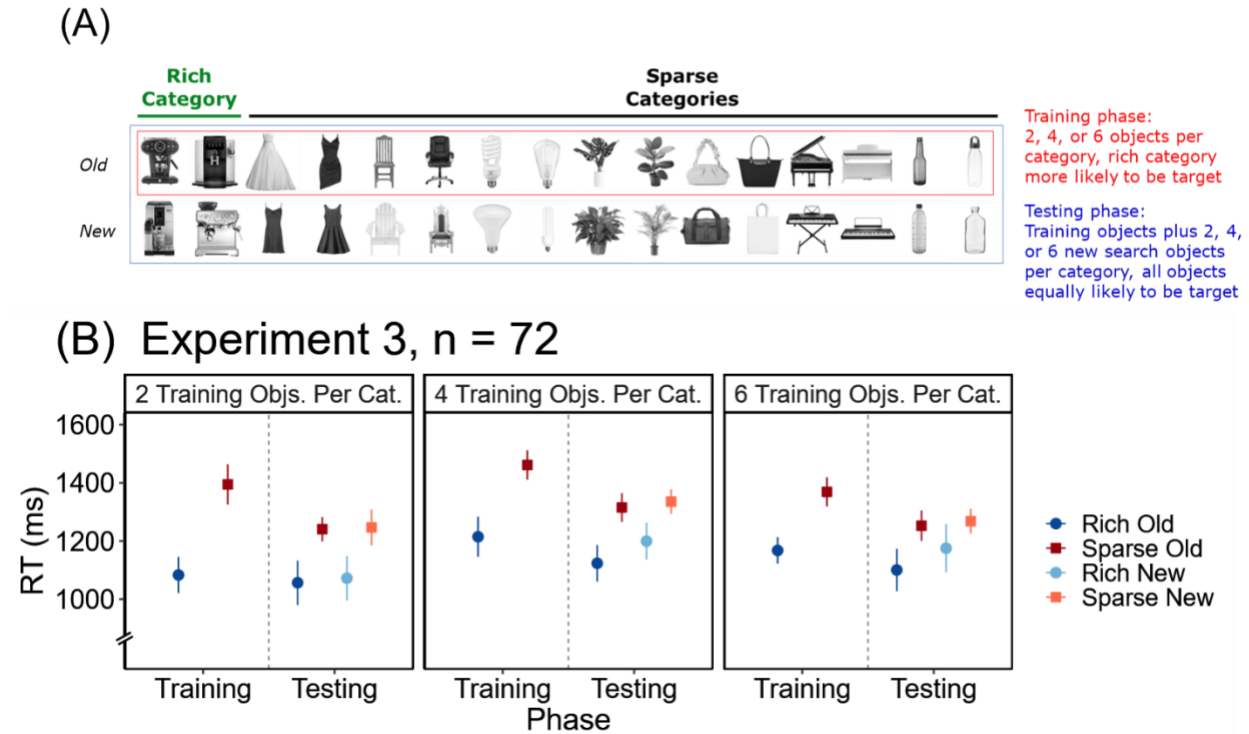 (A)
Rich
Category
Sparse
Categories
Old
New
Training phase:
2, 4, or 6 objects per
category, rich category
more likely to be target
Testing phase:
Training objects plus 2, 4,
or 6 new search objects
per category, all objects
equally likely to be target
(B) Experiment 3, n = 72
2 Training Objs. Per Cat.
4 Training Objs. Per Cat.
6 Training Objs. Per Cat.
RT (ms)
1600
1400
1200
1000
Training Testing
Training Testing
Training Testing
Phase
Rich Old
Sparse Old
Rich New
Sparse New